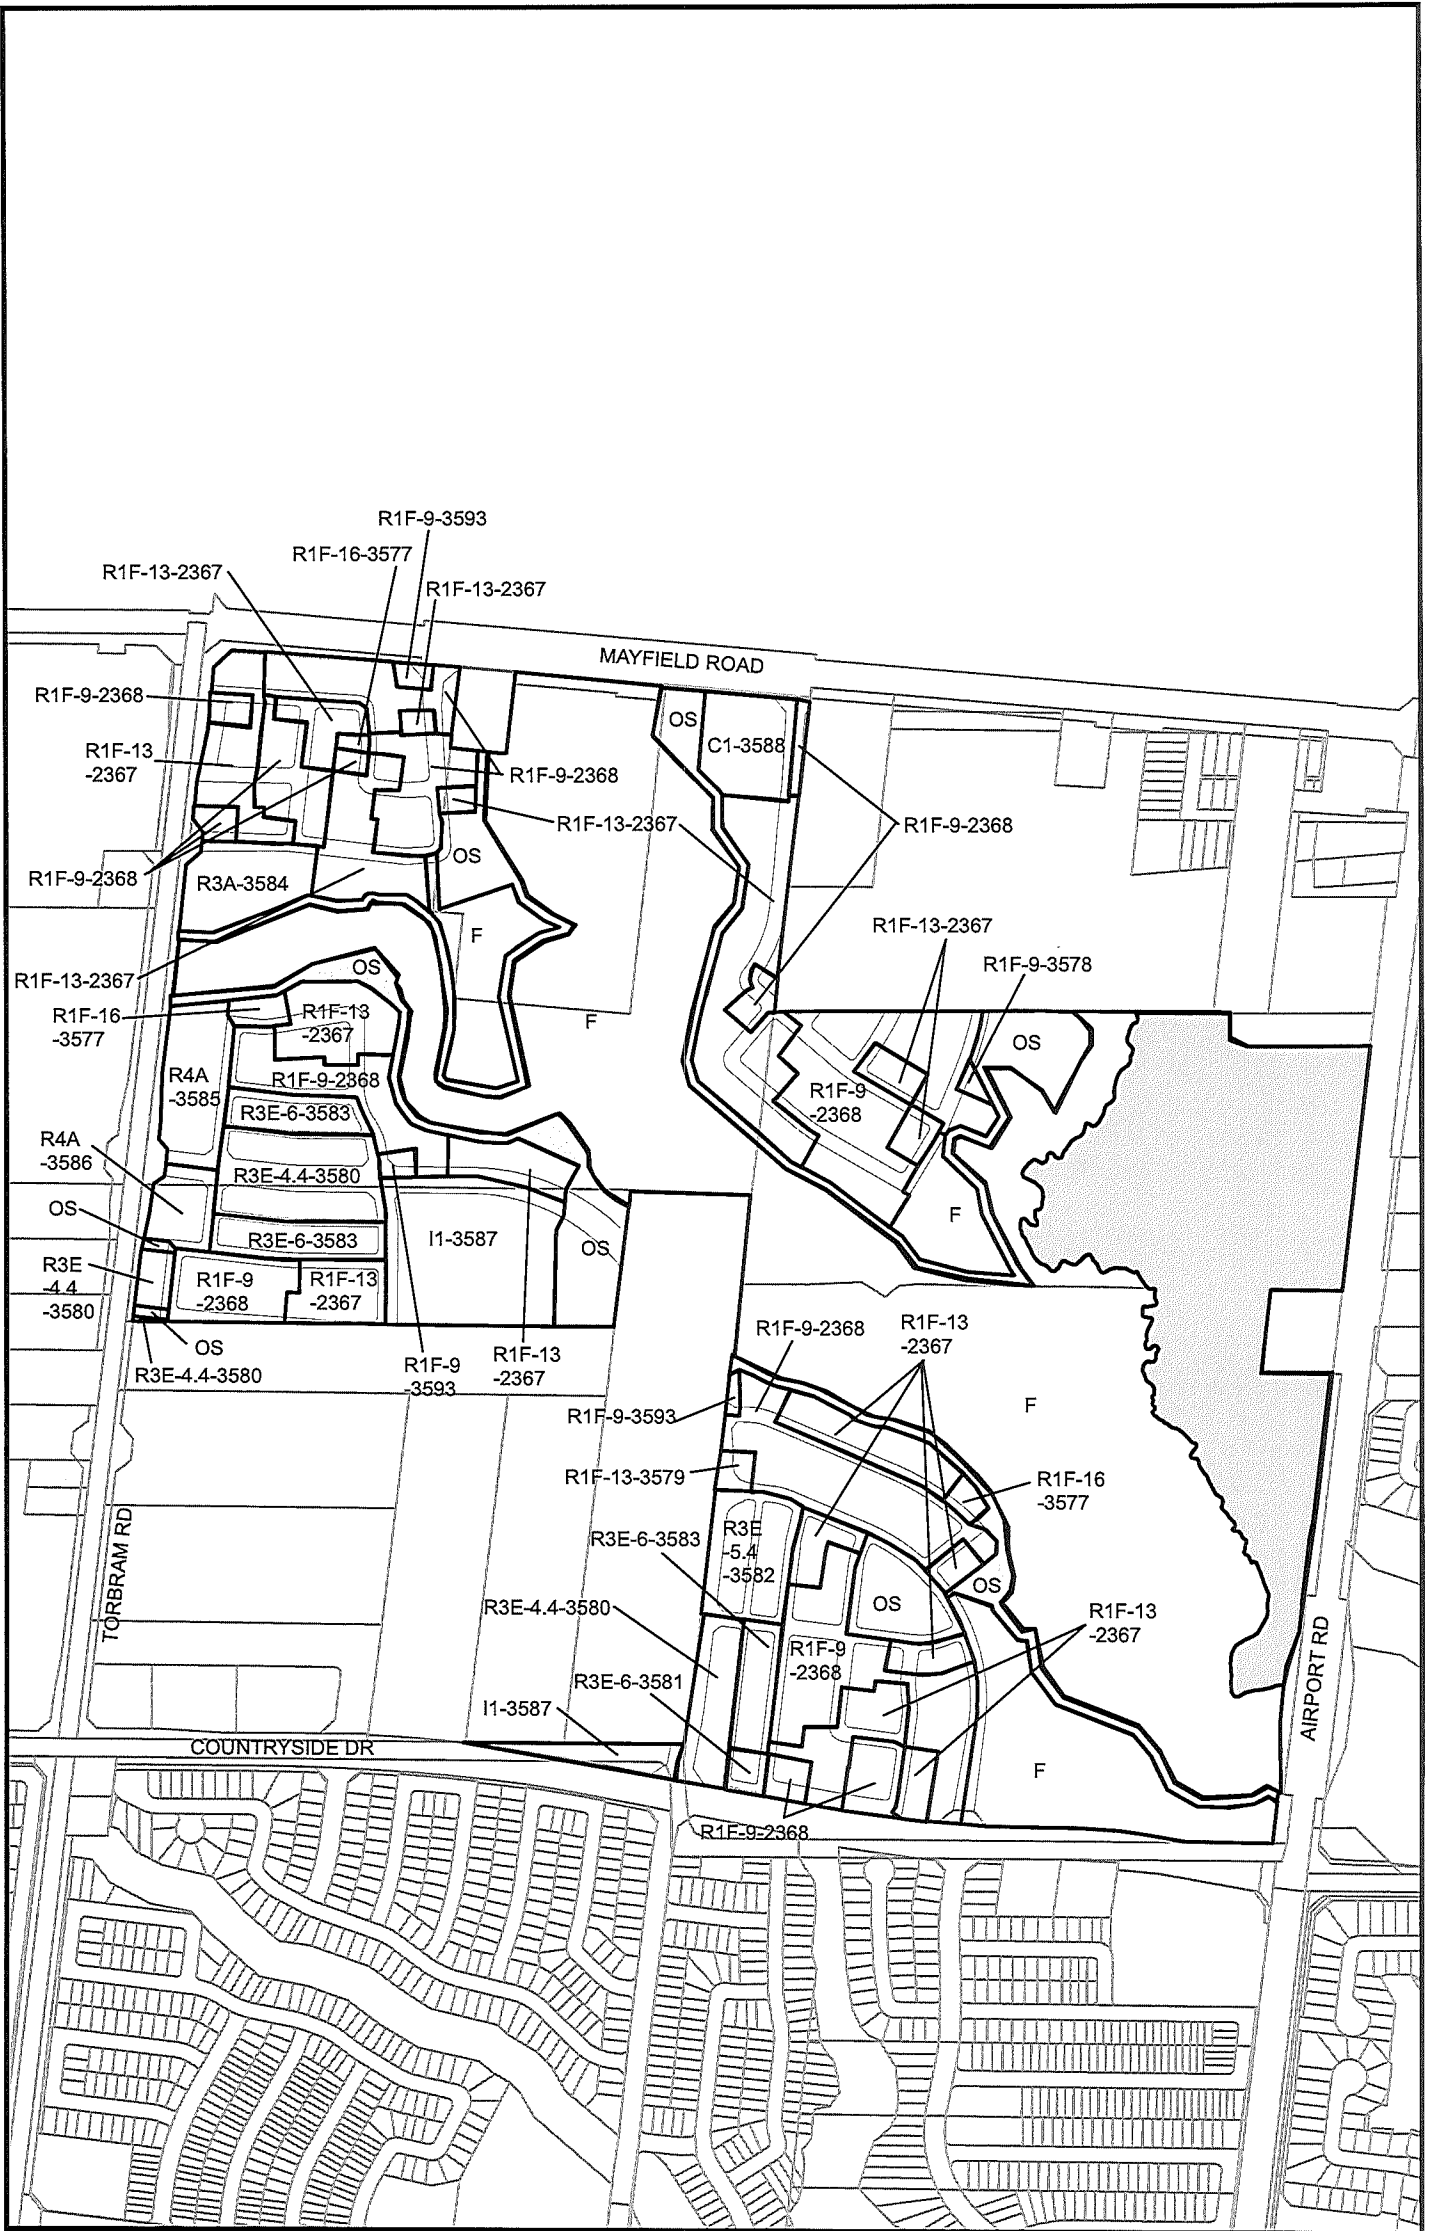 R1F-9-3593
R1F-16-3577
R1F-13-2367
R1F-13-2367
MAYFIELD ROAD
R1F-9-2368
OS
C1-3588
R1F-13
-2367
R1F-9-2368
R1F-13-2367
R1F-9-2368
OS
R1F-9-2368
R3A-3584
R1F-13-2367
F
R1F-9-3578
OS
R1F-13-2367
R1F-16
-3577
R1F-13
-2367
F
OS
R4A
-3585
R1F-9-2368
R1F-9
-2368
R3E-6-3583
R4A
-3586
R3E-4.4-3580
OS
F
R3E-6-3583
I1-3587
OS
R3E
-4.4
-3580
R1F-9
-2368
R1F-13
-2367
OS
R3E-4.4-3580
R1F-9
-3593
R1F-13
-2367
R1F-9-2368
R1F-13
-2367
F
R1F-9-3593
R1F-13-3579
R1F-16
-3577
TORBRAM RD
R3E-6-3583
R3E
-5.4
-3582
OS
OS
R3E-4.4-3580
R1F-13
-2367
R1F-9
-2368
AIRPORT RD
R3E-6-3581
I1-3587
COUNTRYSIDE DR
F
R1F-9-2368